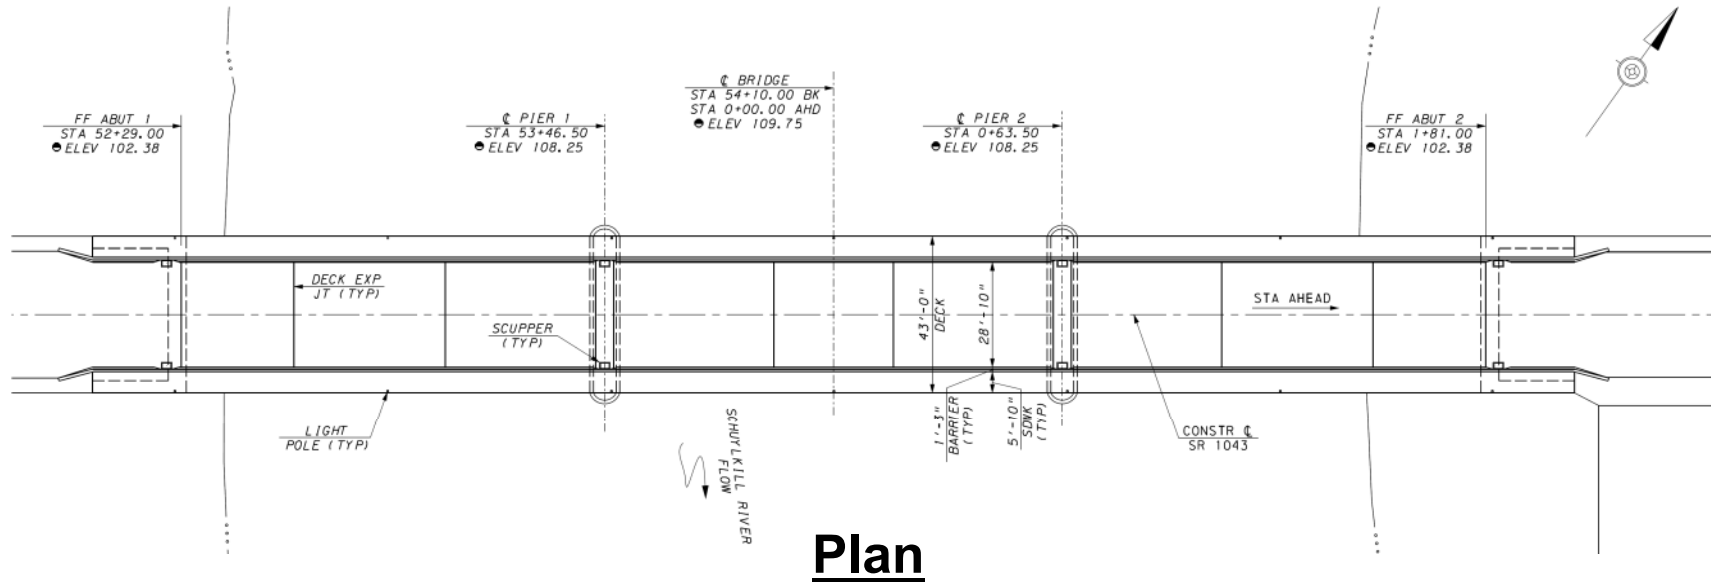 ℄ BRIDGE
STA 54+10.00 BK
STA 0+00.00 AHD
ELEV 109.75
FF ABUT 1
STA 52+29.00
ELEV 102.38
℄ PIER 1
STA 53+46.50
ELEV 108.25
℄ PIER 2
STA 0+63.50
ELEV 108.25
FF ABUT 2
STA 1+81.00
ELEV 102.38
DECK EXP
JT (TYP)
SCUPPER
(TYP)
43'-0"
DECK
28'-10"
STA AHEAD
LIGHT
POLE (TYP)
SCHUYLKILL RIVER
FLOW
1'-3"
BARRIER
(TYP)
5'-10"
SDWK
(TYP)
CONSTR ℄
SR 1043
Plan